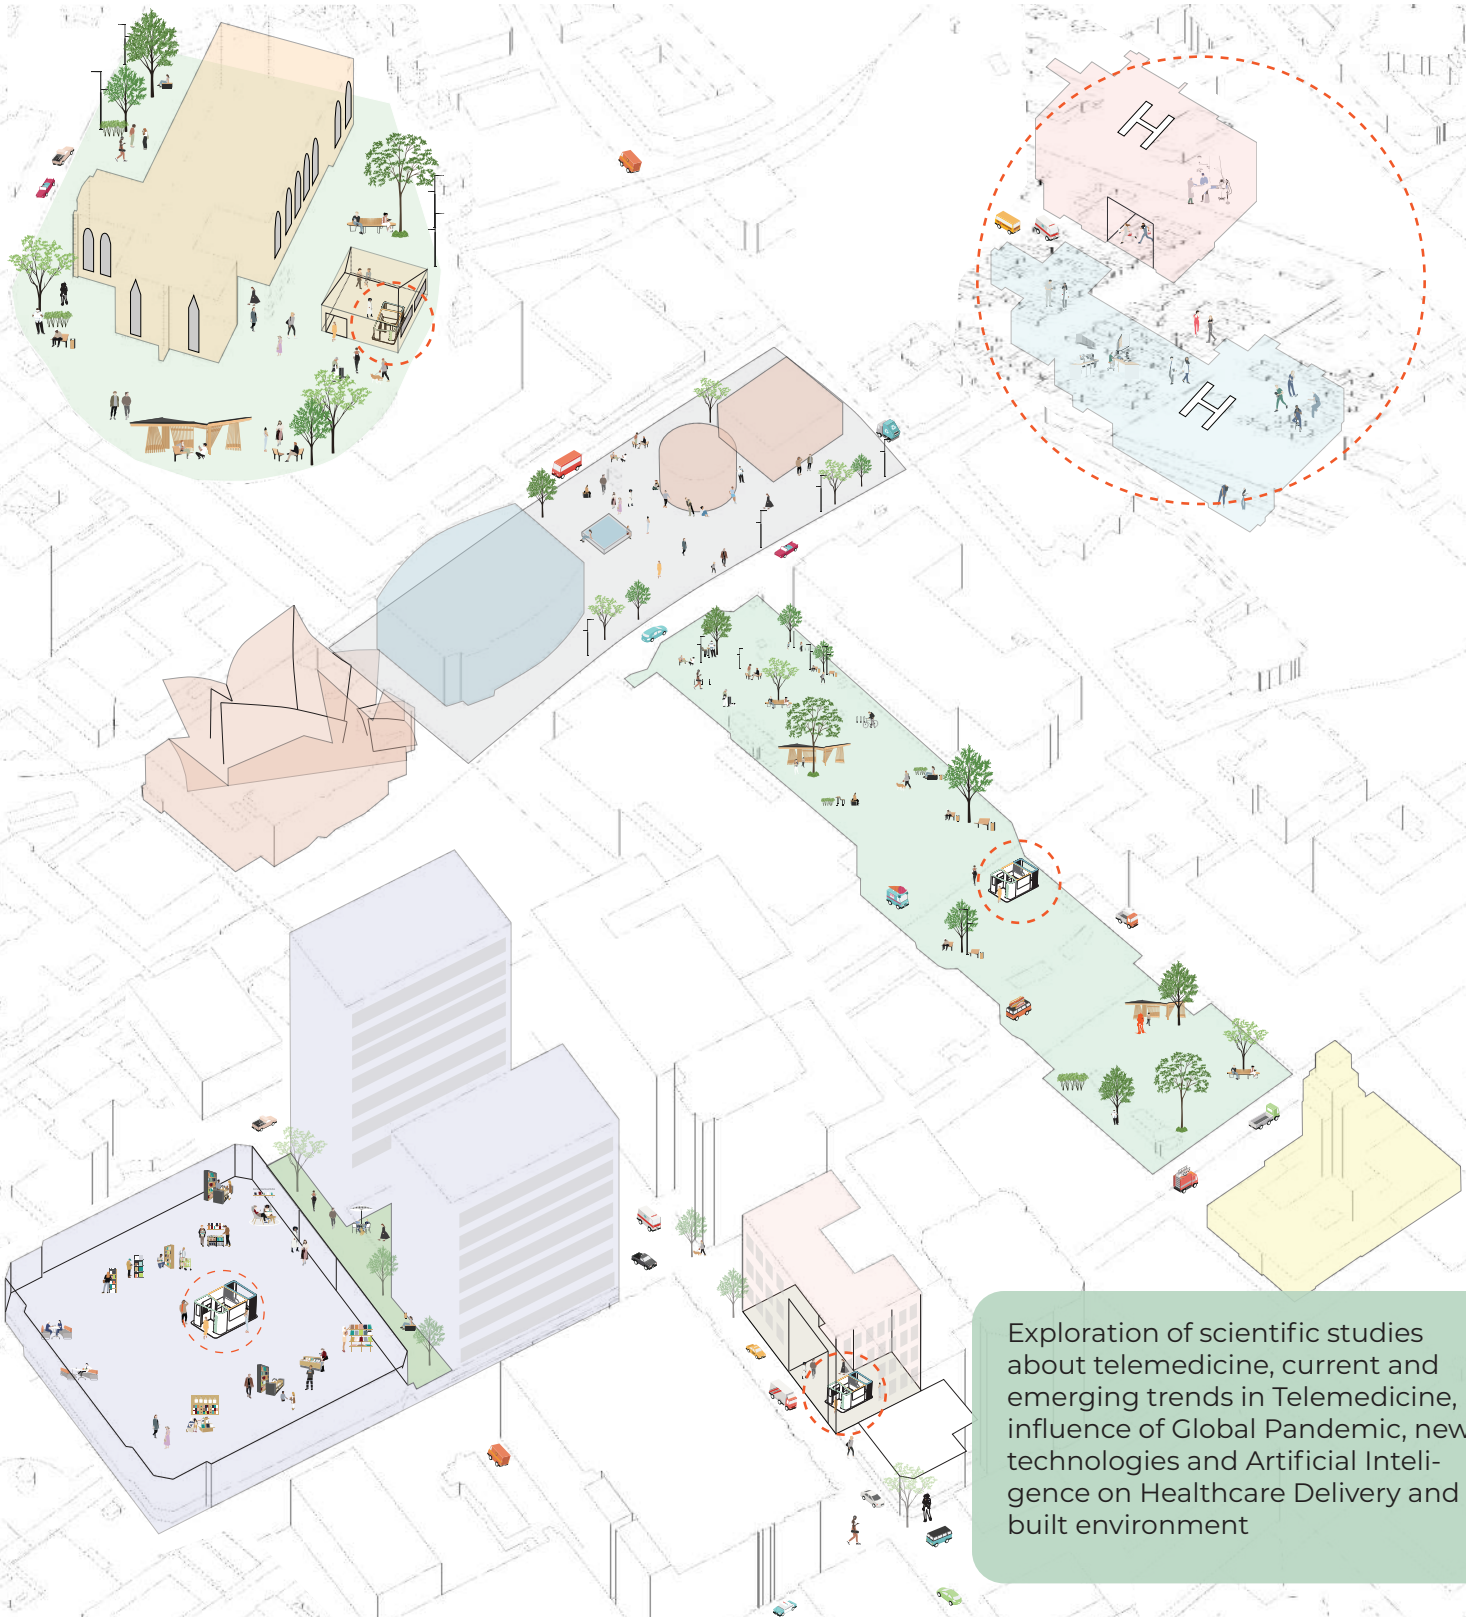 H
H
Exploration of scientific studies
about telemedicine, current and
emerging trends in Telemedicine,
influence of Global Pandemic, new
technologies and Artificial Inteli-
gence on Healthcare Delivery and
built environment